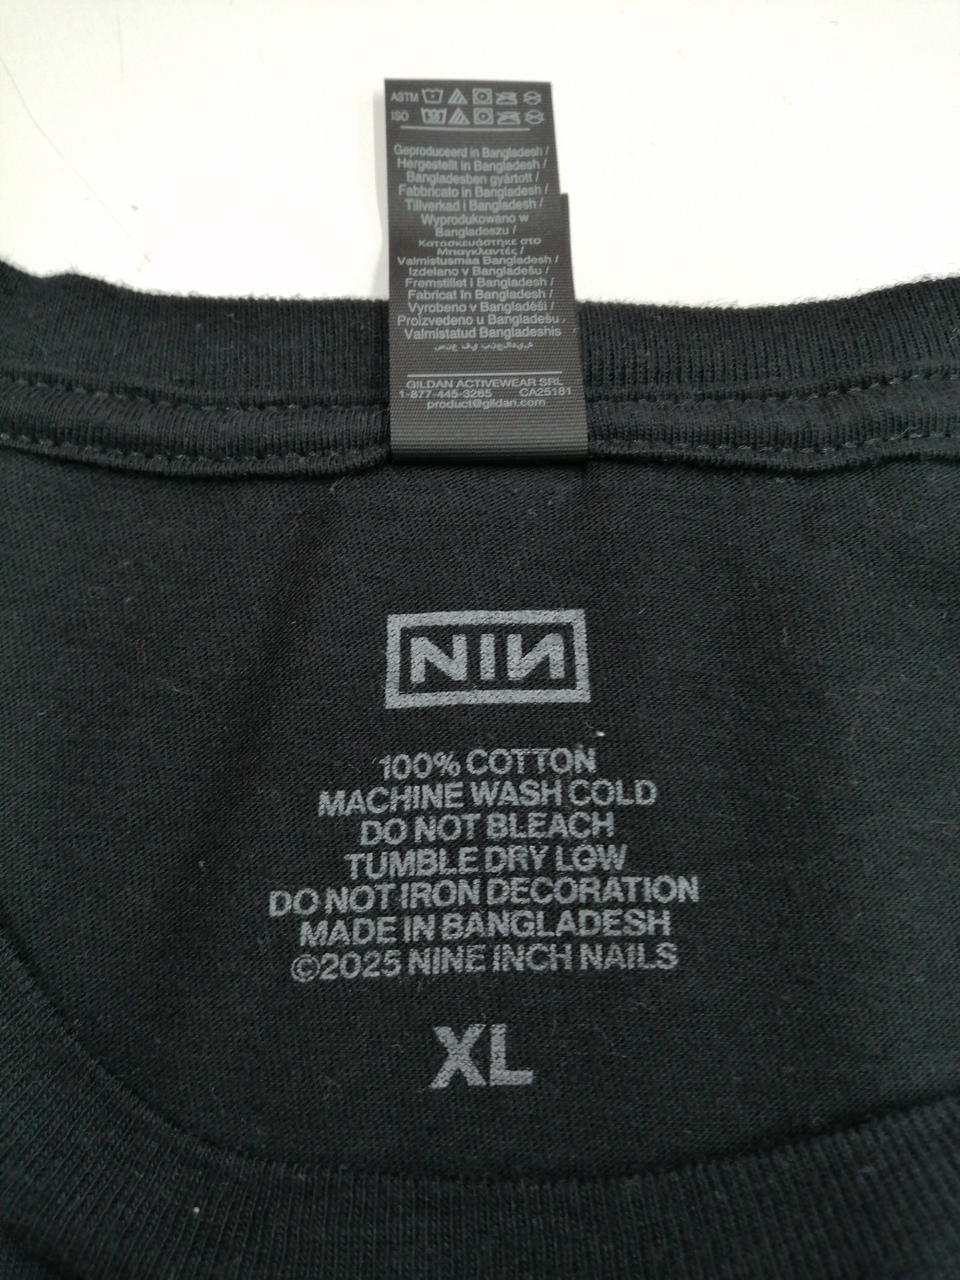 ASTM
ISO
Geproduceerd in Bangladesh /
Hergestellt in Bangladesh /
Bangladesben gyártott /
Fabbricato in Bangladesh /
Tillverkad i Bangladesh /
Wyprodukowano w
Bangladeszu /
Κατασκευάστηκε στο
Μπαγκλαντές /
Valmistusmaa Bangladesh /
Izdelano v Bangladešu /
Fremstillet i Bangladesh /
Fabricat în Bangladesh /
Vyrobeno v Bangladéši /
Proizvedeno u Bangladešu /
Valmistatud Bangladeshis
صنع في بنجلاديش
GILDAN ACTIVEWEAR SRL
1-877-445-3265 CA25181
product@gildan.com
NIN
100% COTTON
MACHINE WASH COLD
DO NOT BLEACH
TUMBLE DRY LOW
DO NOT IRON DECORATION
MADE IN BANGLADESH
©2025 NINE INCH NAILS
XL